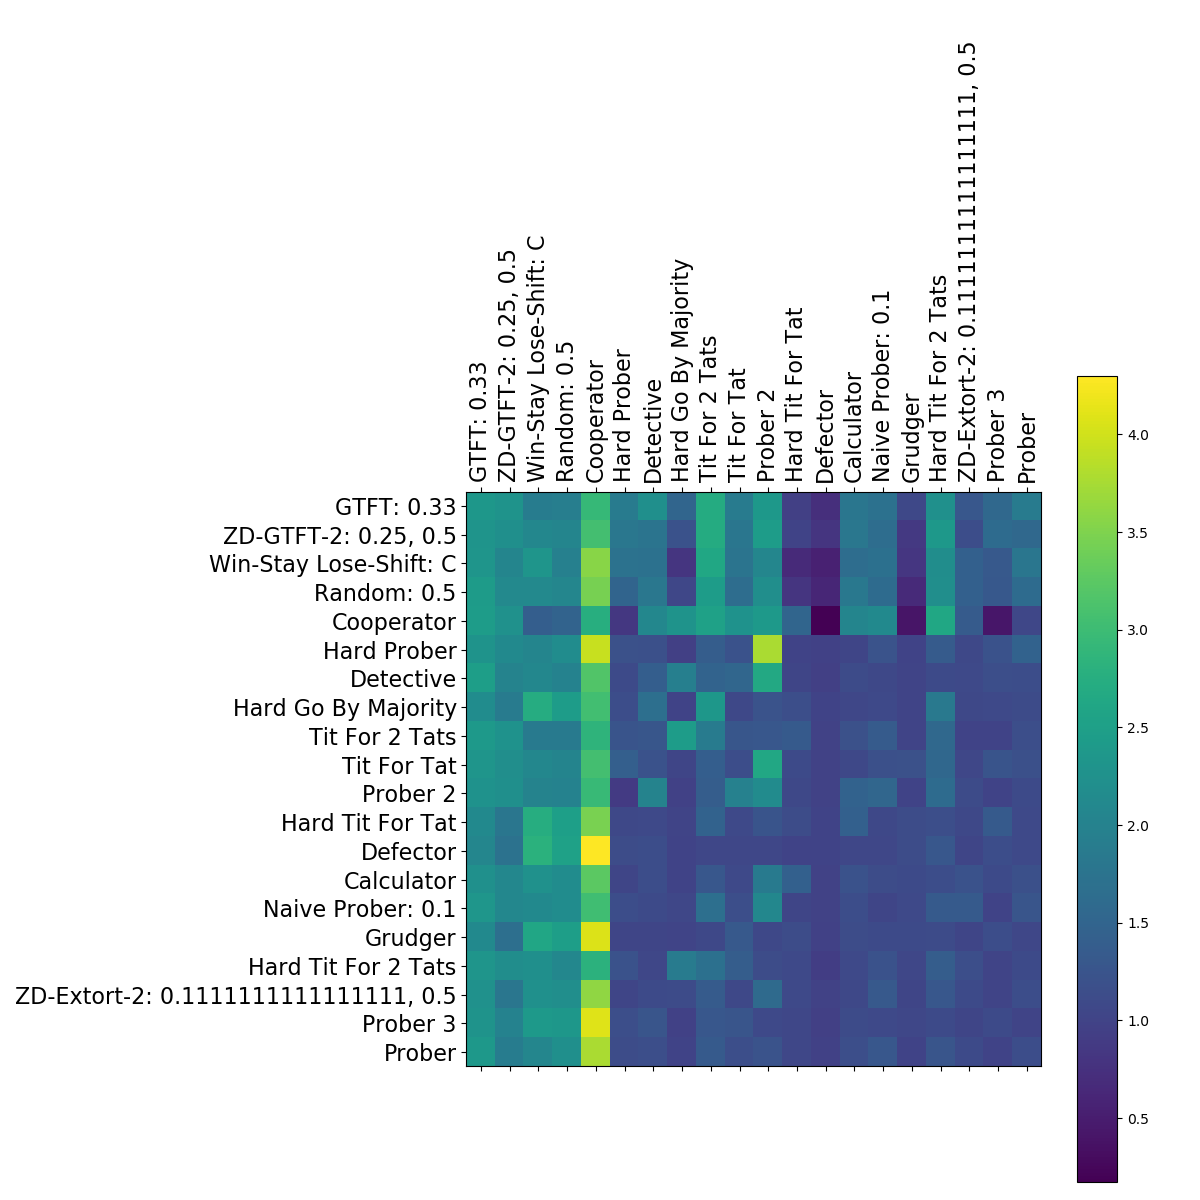 GTFT: 0.33
ZD-GTFT-2: 0.25, 0.5
Win-Stay Lose-Shift: C
Random: 0.5
Cooperator
Hard Prober
Detective
Hard Go By Majority
Tit For 2 Tats
Tit For Tat
Prober 2
Hard Tit For Tat
Defector
Calculator
Naive Prober: 0.1
Grudger
Hard Tit For 2 Tats
ZD-Extort-2: 0.1111111111111111, 0.5
Prober 3
Prober
GTFT: 0.33
ZD-GTFT-2: 0.25, 0.5
Win-Stay Lose-Shift: C
Random: 0.5
Cooperator
Hard Prober
Detective
Hard Go By Majority
Tit For 2 Tats
Tit For Tat
Prober 2
Hard Tit For Tat
Defector
Calculator
Naive Prober: 0.1
Grudger
Hard Tit For 2 Tats
ZD-Extort-2: 0.1111111111111111, 0.5
Prober 3
Prober
4.0
3.5
3.0
2.5
2.0
1.5
1.0
0.5